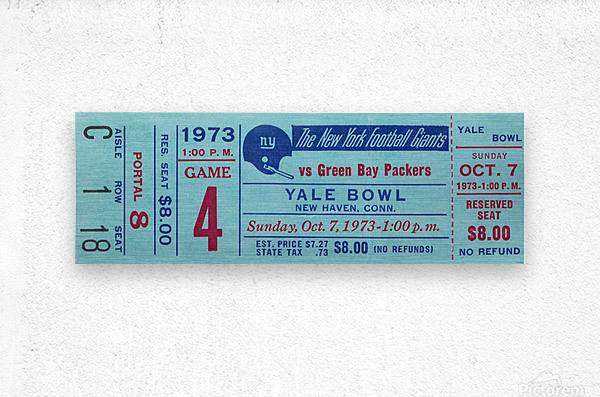 C 1 18
AISLE ROW SEAT
PORTAL 8
RES. SEAT $8.00
1973
1:00 P. M.
GAME
4
ny
The New York Football Giants
vs Green Bay Packers
YALE BOWL
NEW HAVEN, CONN.
Sunday, Oct. 7, 1973-1:00 p. m.
EST. PRICE $7.27
STATE TAX .73
$8.00 (NO REFUNDS)
YALE BOWL
SUNDAY
OCT. 7
1973-1:00 P. M.
RESERVED
SEAT
$8.00
NO REFUND
Pictorem